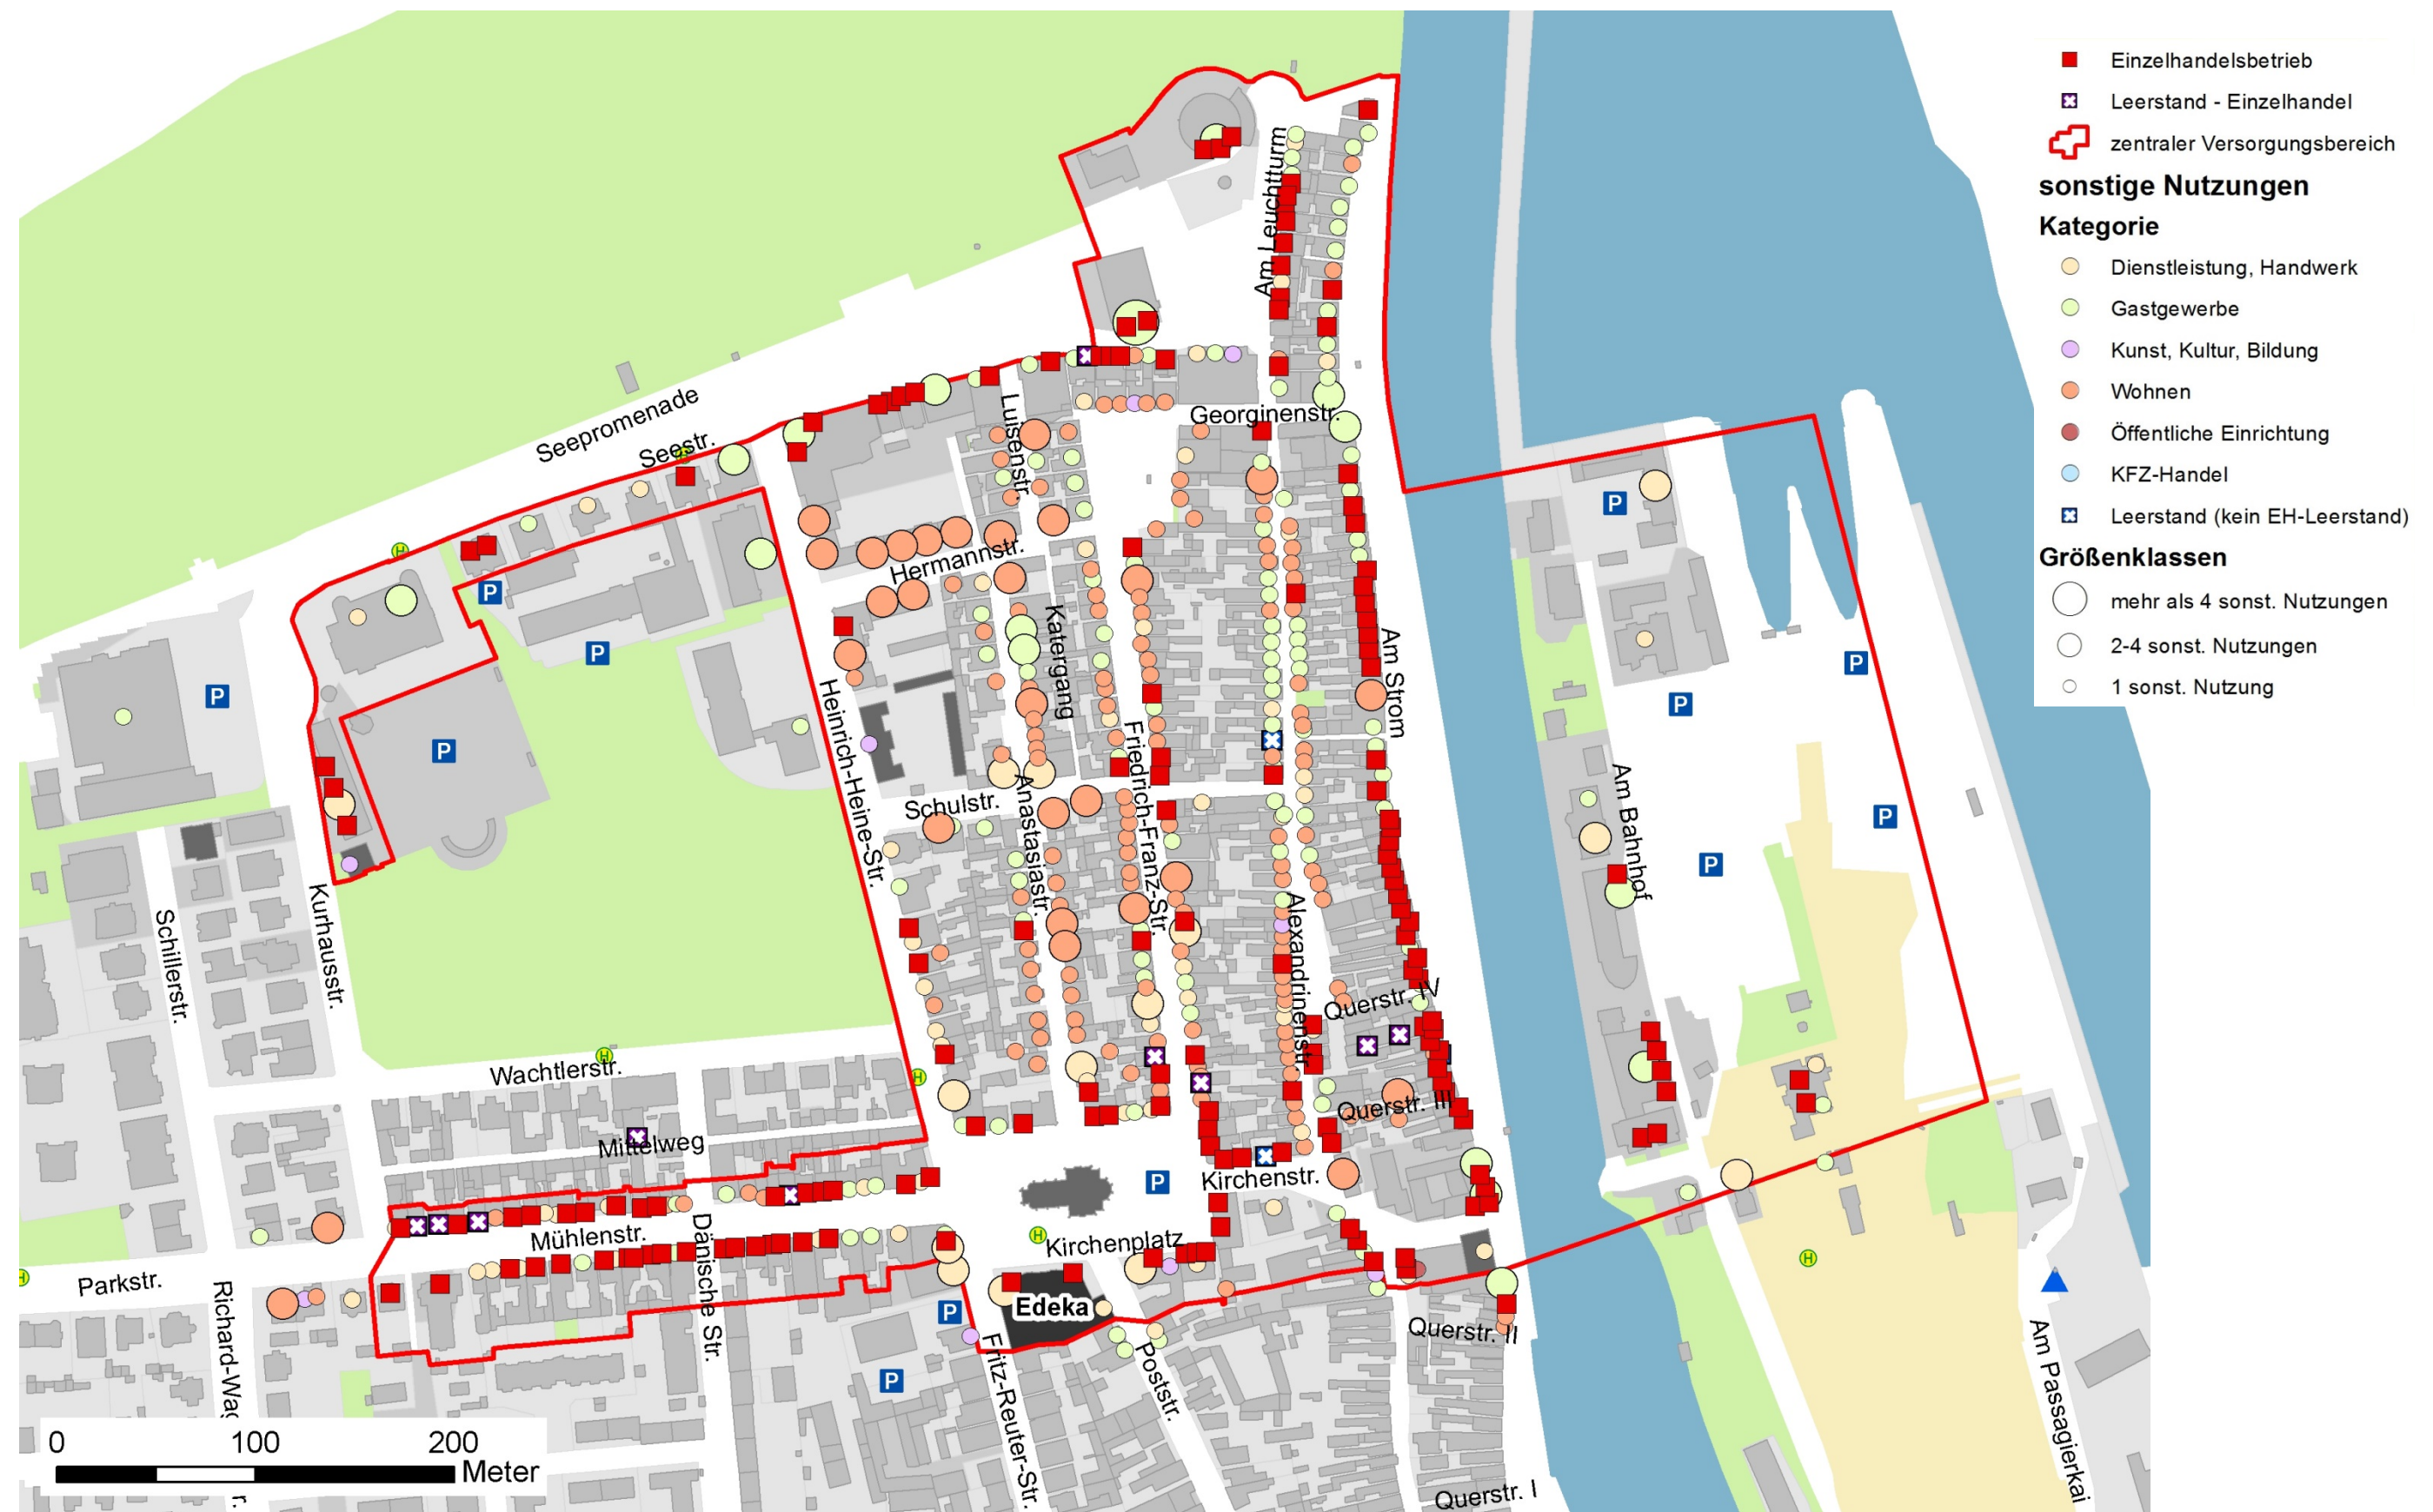 Einzelhandelsbetrieb
Leerstand - Einzelhandel
zentraler Versorgungsbereich
sonstige Nutzungen
Kategorie
Dienstleistung, Handwerk
Gastgewerbe
Kunst, Kultur, Bildung
Wohnen
Öffentliche Einrichtung
KFZ-Handel
Leerstand (kein EH-Leerstand)
Größenklassen
mehr als 4 sonst. Nutzungen
2-4 sonst. Nutzungen
1 sonst. Nutzung
Am Leuchtturm
Georginenstr.
Luisenstr.
Seepromenade
Seestr.
H
H
P
P
P
P
P
Hermannstr.
Katergang
Heinrich-Heine-Str.
Am Strom
P
P
P
P
P
Am Bahnhof
Schulstr.
Anastasiastr.
Friedrich-Franz-Str.
Alexandrinenstr.
Schillerstr.
Kurhausstr.
Querstr. IV
Wachtlerstr.
H
H
Mittelweg
Querstr. III
Kirchenstr.
P
Mühlenstr.
Dänische Str.
H
Kirchenplatz
H
H
Parkstr.
Edeka
P
P
Querstr. II
Fritz-Reuter-Str.
Poststr.
Am Passagierkai
Querstr. I
0 100 200
Meter